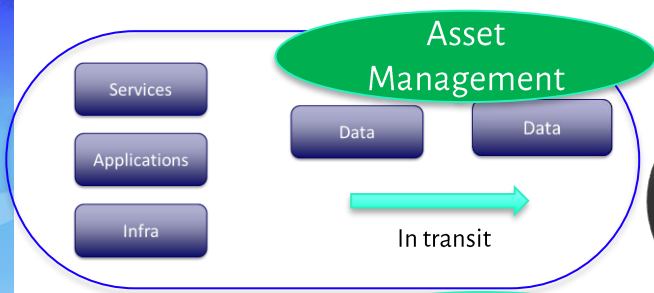 Asset
Management
Services
Data
Data
Applications
Infra
In transit